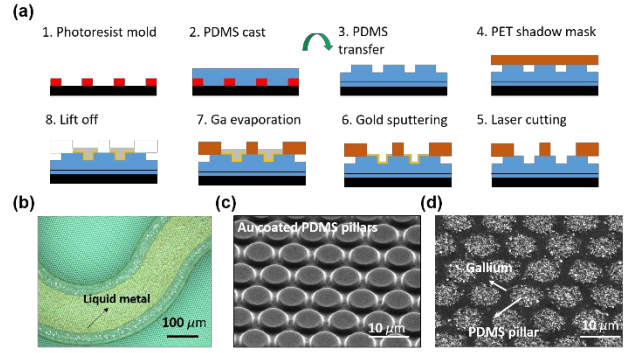 (a)
1. Photoresist mold
2. PDMS cast
3. PDMS
transfer
4. PET shadow mask
8. Lift off
7. Ga evaporation
6. Gold sputtering
5. Laser cutting
(b)
Liquid metal
100 μm
(c)
Au coated PDMS pillars
10 μm
(d)
Gallium
PDMS pillar
10 μm